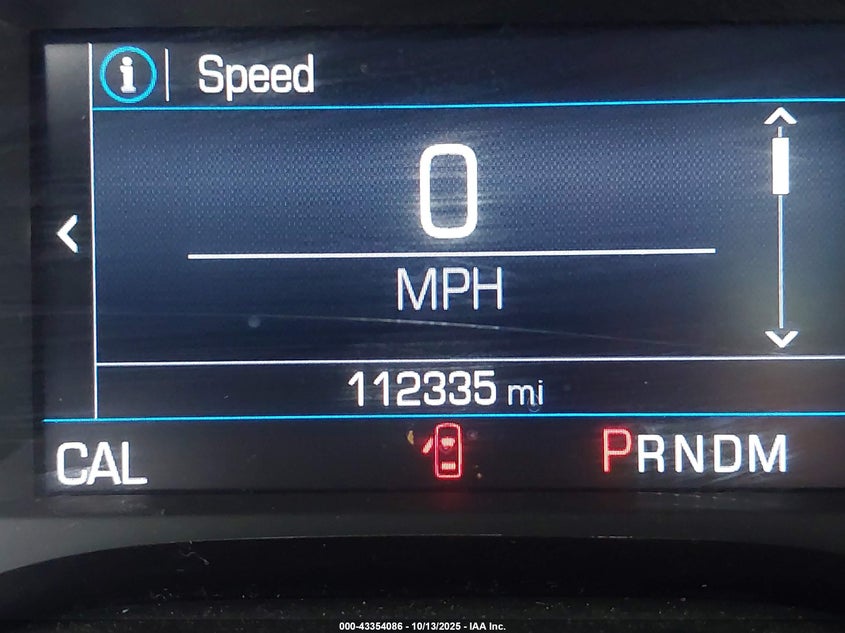 i Speed
0
MPH
112335 mi
CAL PRNDM
000-43354086 - 10/13/2025 - IAA Inc.